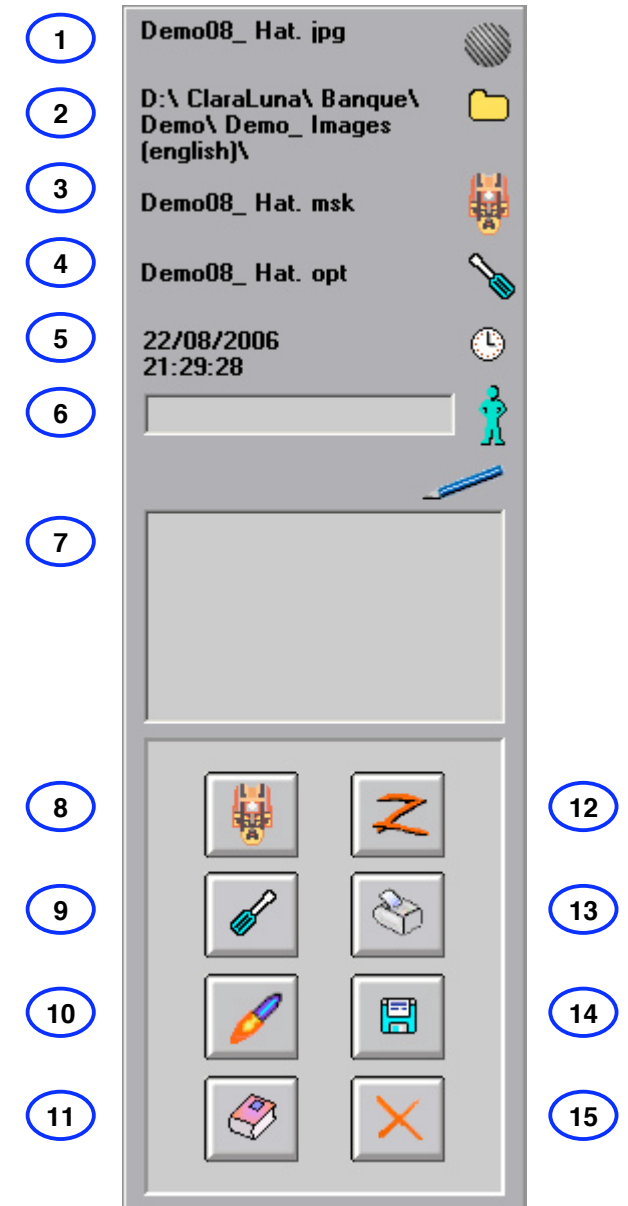 1
Demo08_ Hat. jpg
2
D:\ ClaraLuna\ Banque\
Demo\ Demo_ Images
(english)\
3
Demo08_ Hat. msk
4
Demo08_ Hat. opt
5
22/08/2006
21:29:28
6
7
8
12
9
13
10
14
11
15